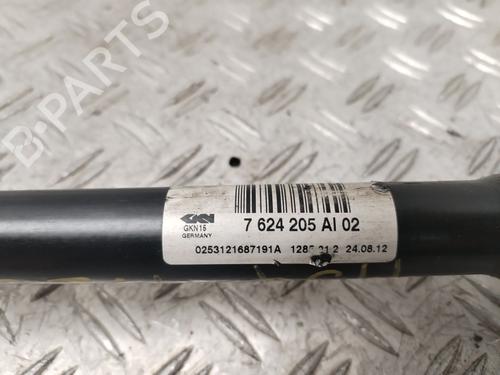 B-PARTS
GKN
GKN15
GERMANY
7 624 205 AI 02
0253121687191A 24.08.12